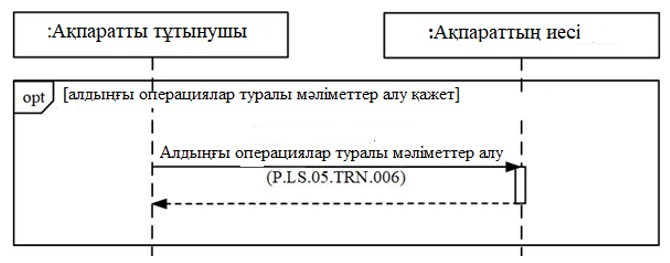 :Ақпаратты тұтынушы
:Ақпараттың иесі
opt
[алдыңғы операциялар туралы мәліметтер алу қажет]
Алдыңғы операциялар туралы мәліметтер алу
(P.LS.05.TRN.006)